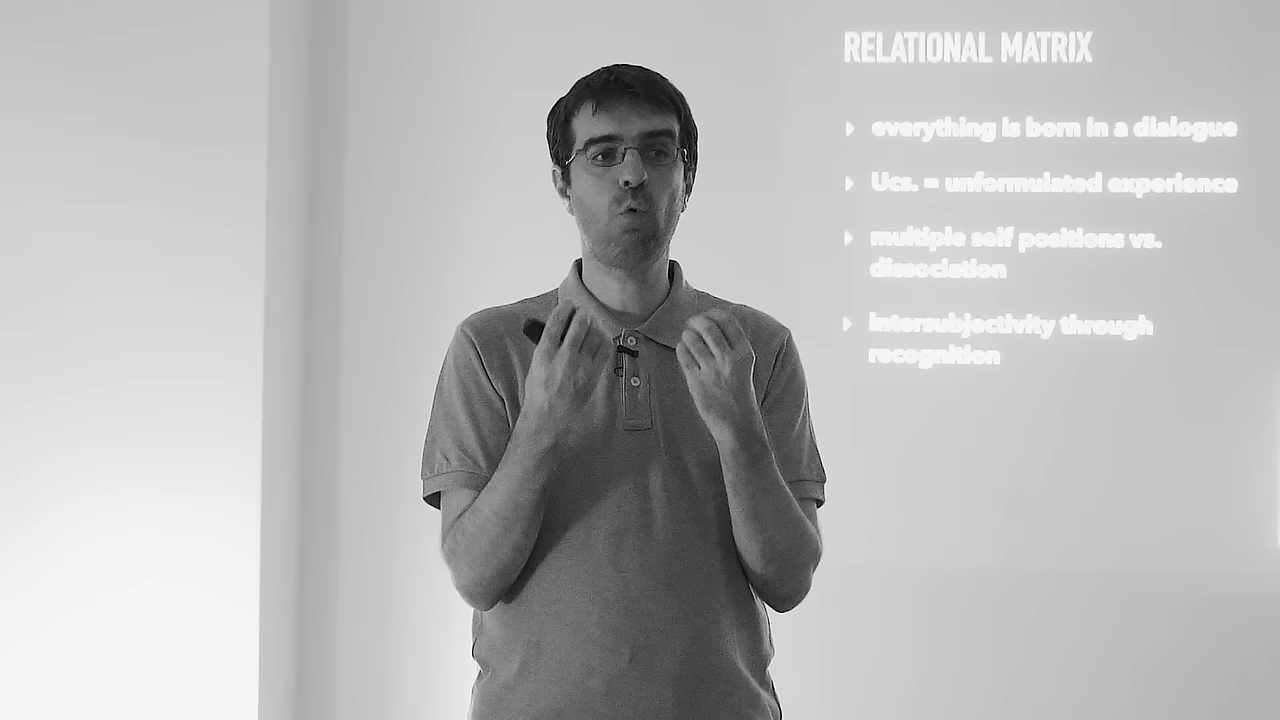 RELATIONAL MATRIX
everything is born in a dialogue
Ucs. = unformulated experience
multiple self positions vs.
dissociation
intersubjectivity through
recognition